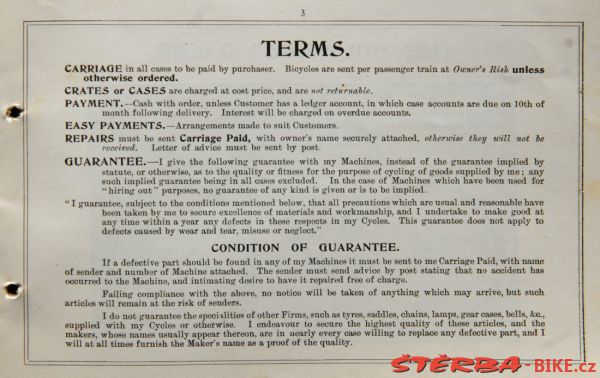 3
TERMS.
CARRIAGE in all cases to be paid by purchaser. Bicycles are sent per passenger train at Owner's Risk unless
otherwise ordered.
CRATES or CASES are charged at cost price, and are not returnable.
PAYMENT.—Cash with order, unless Customer has a ledger account, in which case accounts are due on 10th of
month following delivery. Interest will be charged on overdue accounts.
EASY PAYMENTS.—Arrangements made to suit Customers.
REPAIRS must be sent Carriage Paid, with owner's name securely attached, otherwise they will not be
received. Letter of advice must be sent by post.
GUARANTEE.—I give the following guarantee with my Machines, instead of the guarantee implied by
statute, or otherwise, as to the quality or fitness for the purpose of cycling of goods supplied by me; any
such implied guarantee being in all cases excluded. In the case of Machines which have been used for
"hiring out" purposes, no guarantee of any kind is given or is to be implied.
"I guarantee, subject to the conditions mentioned below, that all precautions which are usual and reasonable have
been taken by me to secure excellence of materials and workmanship, and I undertake to make good at
any time within a year any defects in these respects in my Cycles. This guarantee does not apply to
defects caused by wear and tear, misuse or neglect."
CONDITION OF GUARANTEE.
If a defective part should be found in any of my Machines it must be sent to me Carriage Paid, with name
of sender and number of Machine attached. The sender must send advice by post stating that no accident has
occurred to the Machine, and intimating desire to have it repaired free of charge.
Failing compliance with the above, no notice will be taken of anything which may arrive, but such
articles will remain at the risk of senders.
I do not guarantee the specialities of other Firms, such as tyres, saddles, chains, lamps, gear cases, bells, &c.,
supplied with my Cycles or otherwise. I endeavour to secure the highest quality of these articles, and the
makers, whose names usually appear thereon, are in nearly every case willing to replace any defective part, and I
will at all times furnish the Maker's name as a proof of the quality.
ŠTĚRBA-BIKE.cz